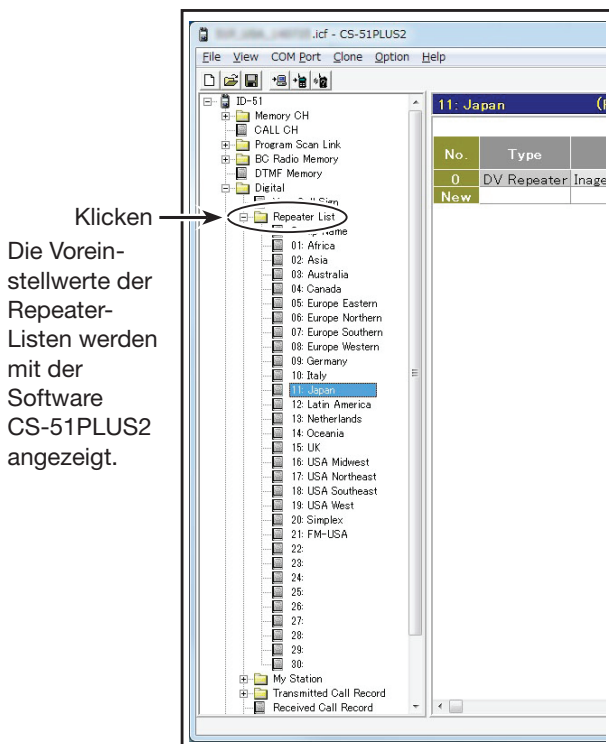 .icf - CS-51PLUS2
File View COM Port Clone Option Help
ID-51
Memory CH
CALL CH
Program Scan Link
BC Radio Memory
DTMF Memory
Digital
Repeater List
01: Africa
02: Asia
03: Australia
04: Canada
05: Europe Eastern
06: Europe Northern
07: Europe Southern
08: Europe Western
09: Germany
10: Italy
11: Japan
12: Latin America
13: Netherlands
14: Oceania
15: UK
16: USA Midwest
17: USA Northeast
18: USA Southeast
19: USA West
20: Simplex
21: FM-USA
22:
23:
24:
25:
26:
27:
28:
29:
30:
My Station
Transmitted Call Record
Received Call Record
11: Japan
No. Type
0 DV Repeater Inage
New
Klicken
Die Vorein-
stellwerte der
Repeater-
Listen werden
mit der
Software
CS-51PLUS2
angezeigt.